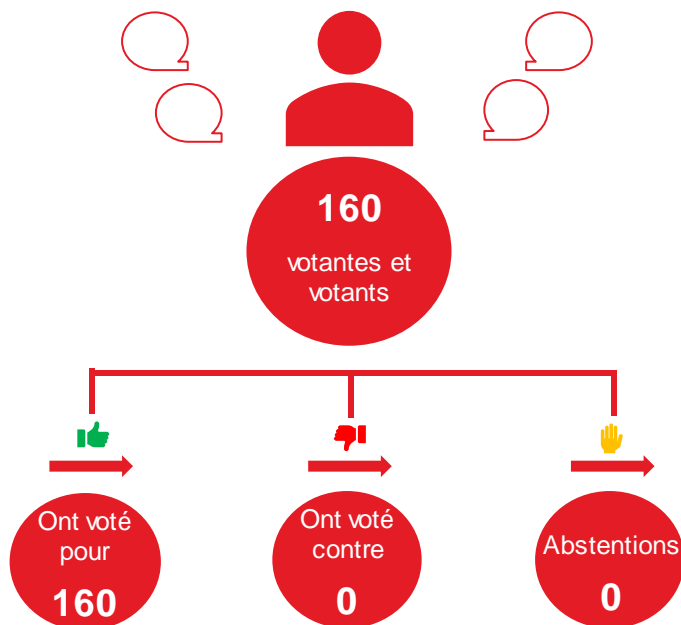 160
votantes et
votants
Ont voté
pour
160
Ont voté
contre
0
Abstentions
0